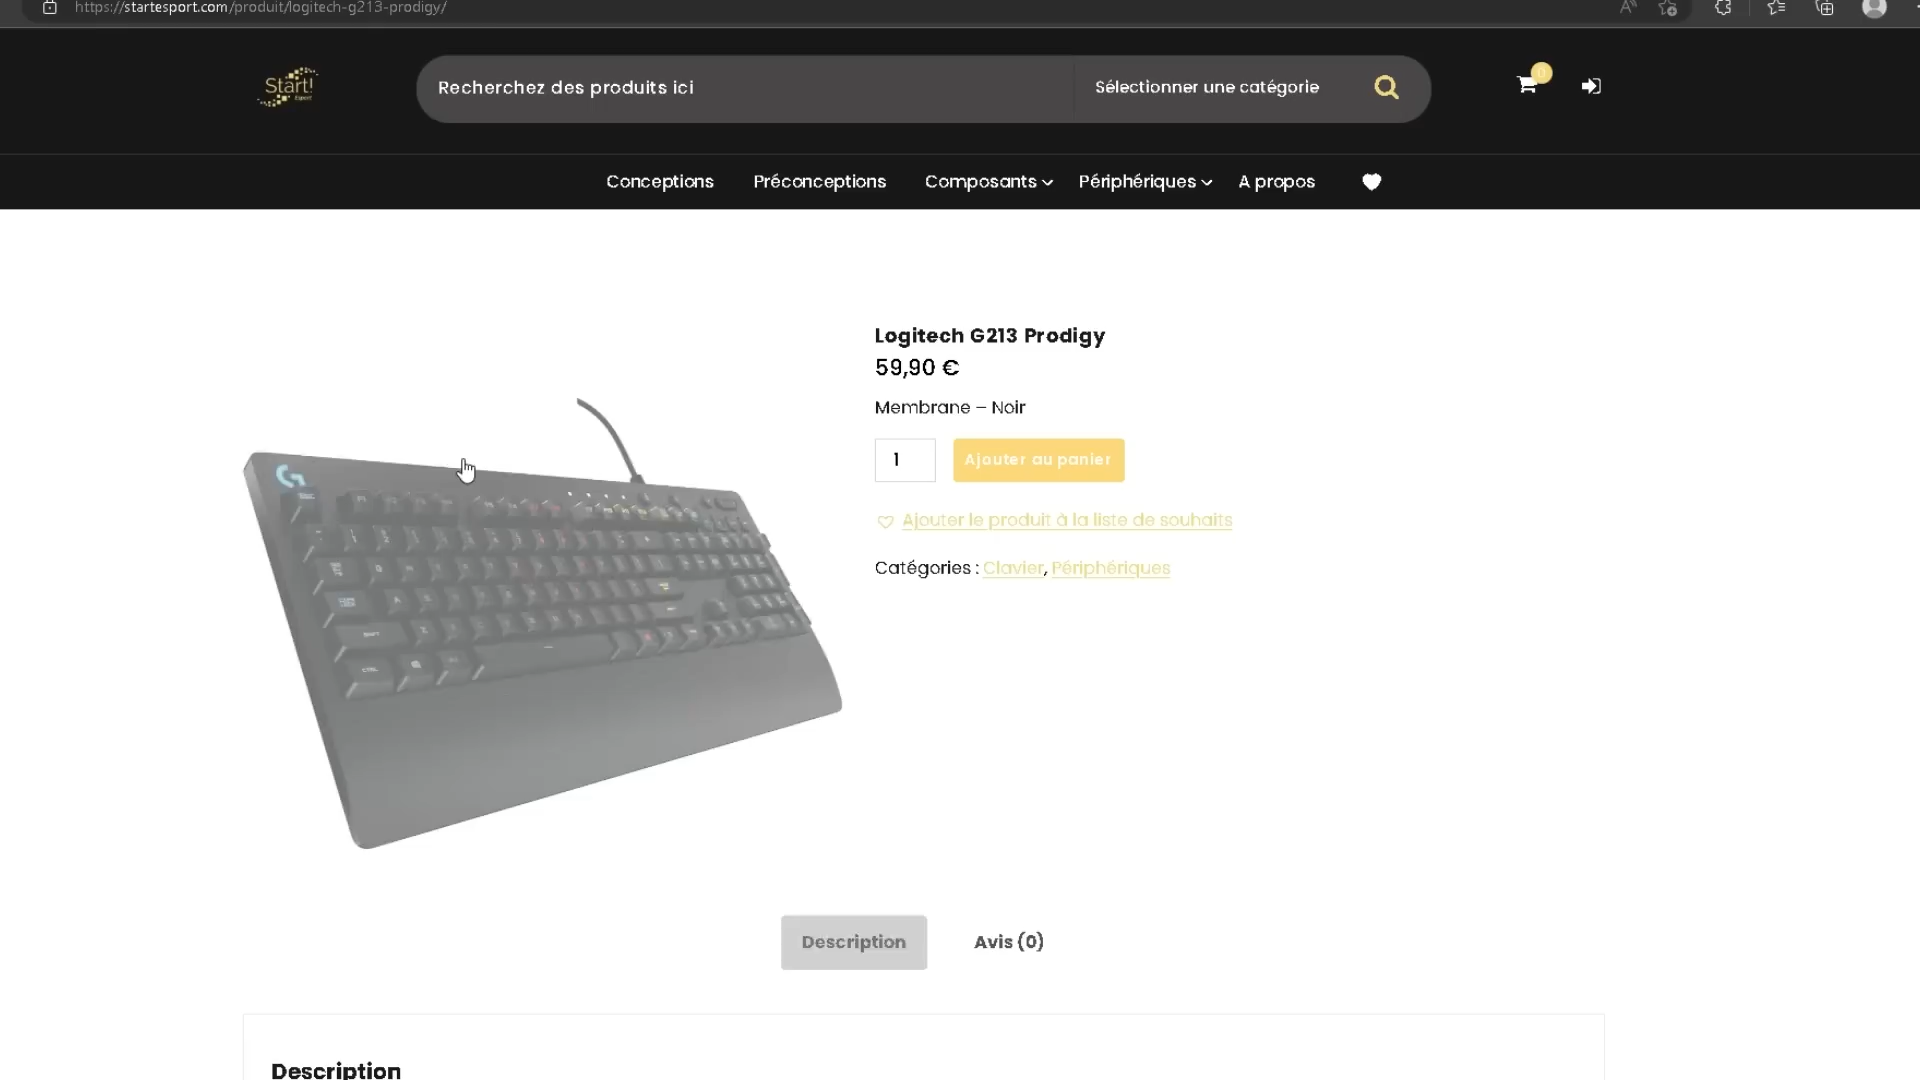 https://startesport.com/produit/logitech-g213-prodigy/
Start!
Esport
Recherchez des produits ici
Sélectionner une catégorie
0
Conceptions
Préconceptions
Composants
Périphériques
A propos
Logitech G213 Prodigy
59,90 €
Membrane – Noir
1
Ajouter au panier
Ajouter le produit à la liste de souhaits
Catégories : Clavier, Périphériques
Description
Avis (0)
Description